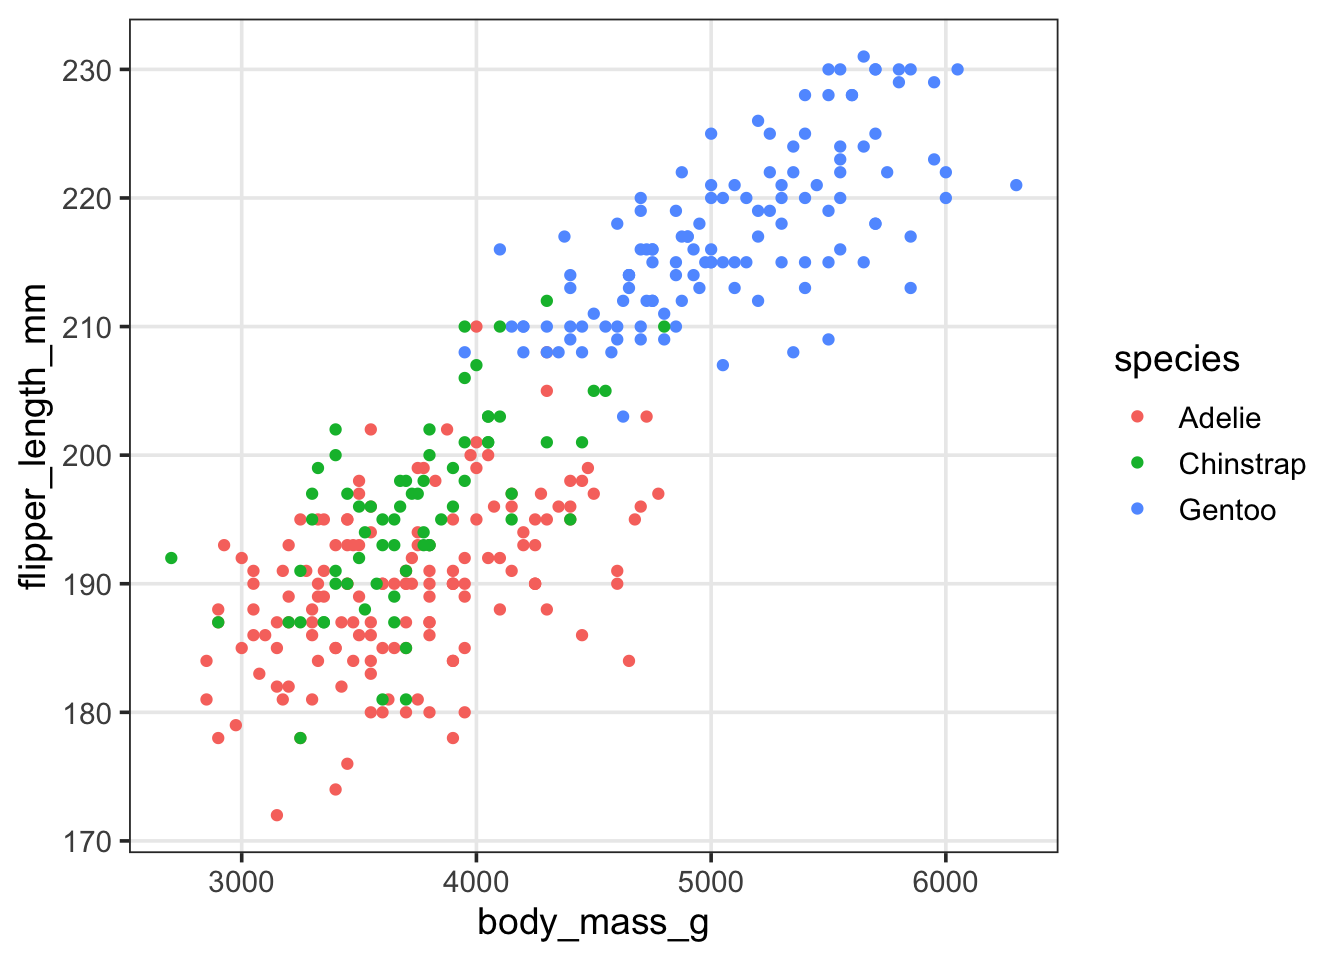 230
220
210
200
190
180
170
flipper_length_mm
3000 4000 5000 6000
body_mass_g
species
Adelie
Chinstrap
Gentoo